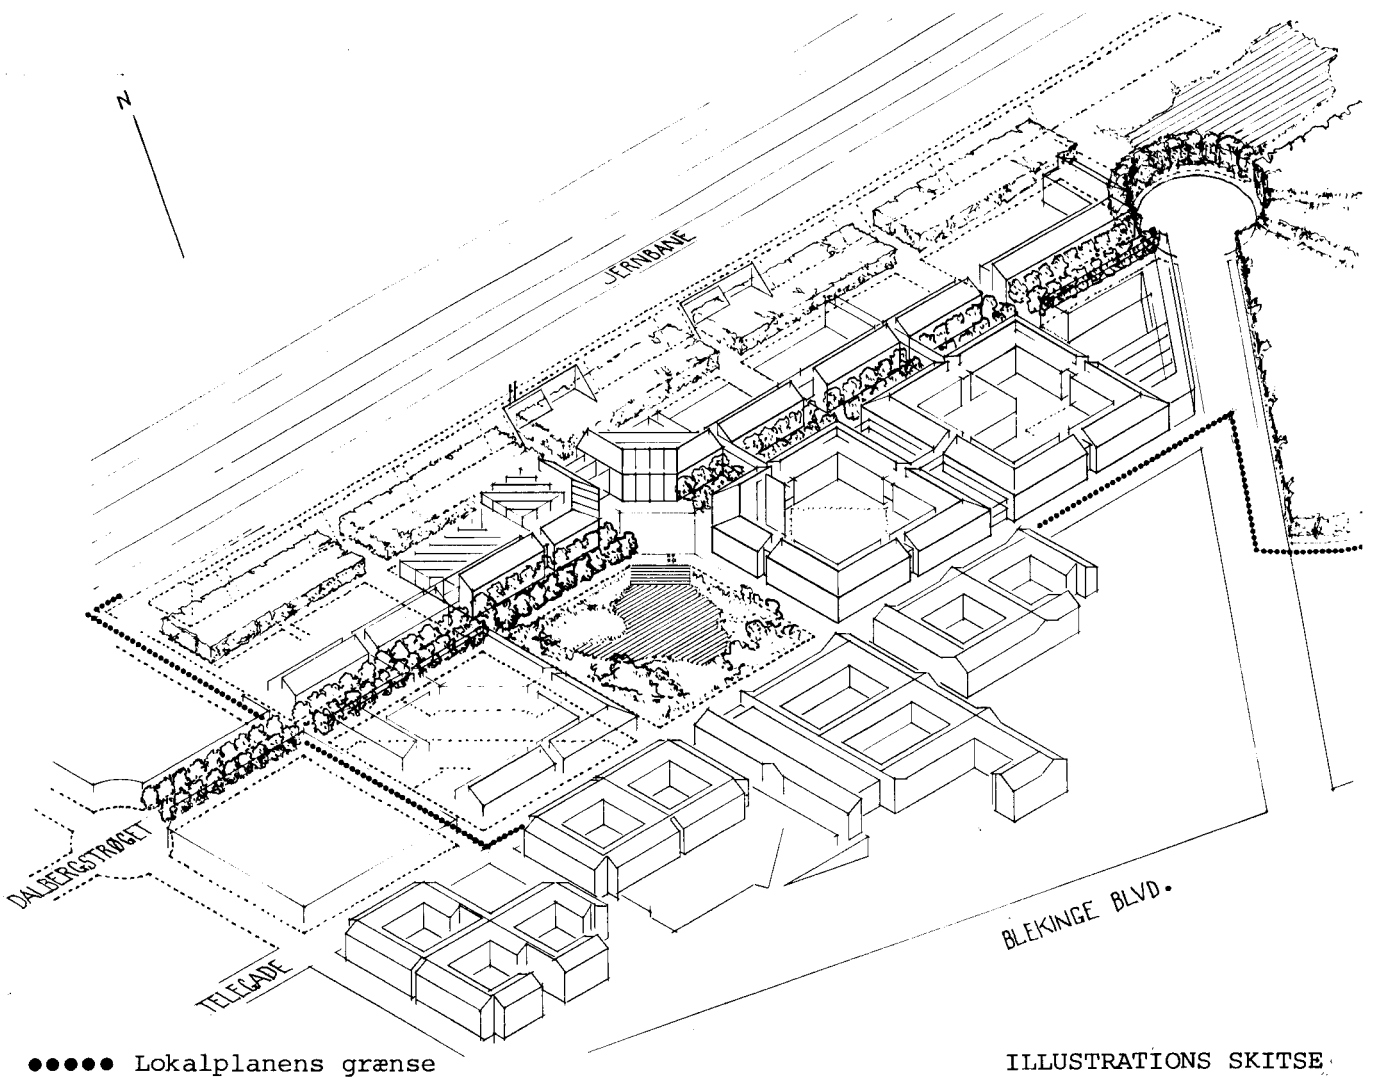 N
JERNBANE
DALBERGSTRØGET
TELEGADE
BLEKINGE BLVD.
Lokalplanens grænse
ILLUSTRATIONS SKITSE